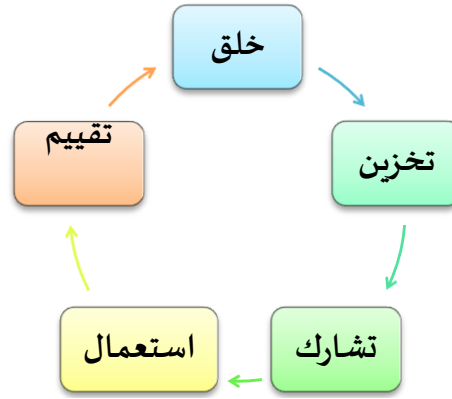 خلق
تخزين
تشارك
استعمال
تقييم